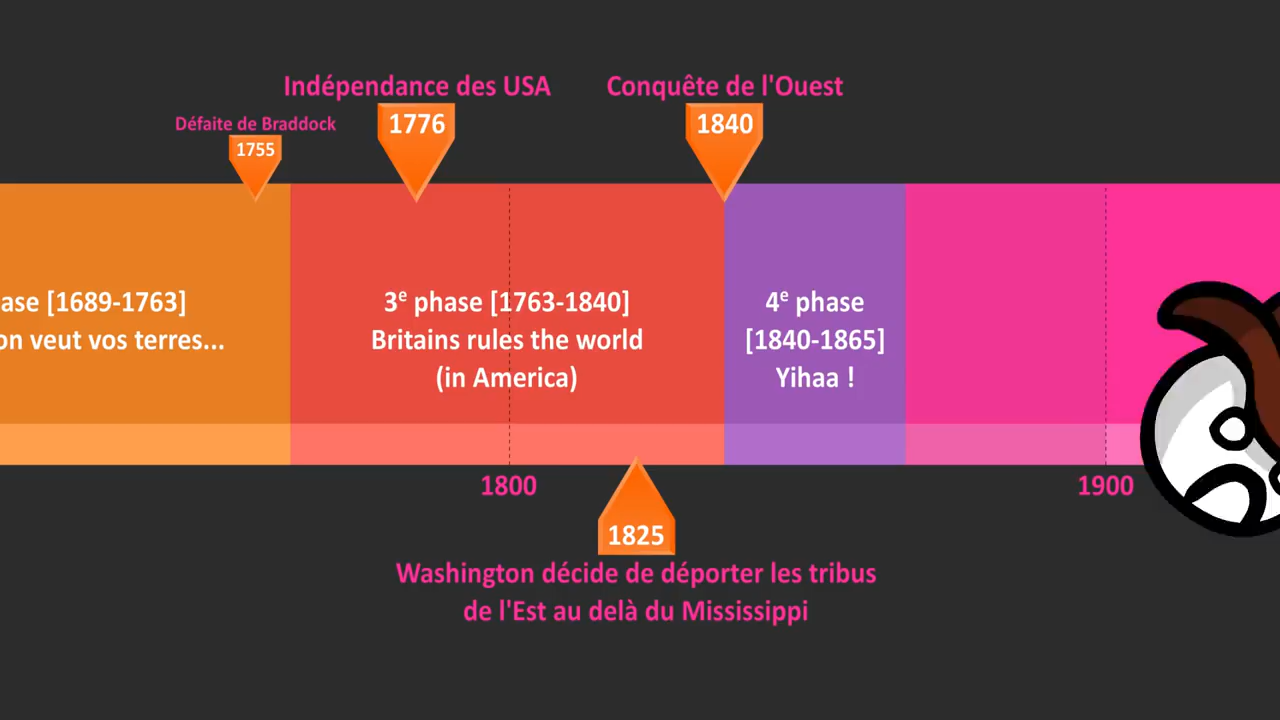 Indépendance des USA
Conquête de l'Ouest
Défaite de Braddock
1776
1840
1755
ase [1689-1763]
on veut vos terres...
3e phase [1763-1840]
Britains rules the world
(in America)
4e phase
[1840-1865]
Yihaa !
1800
1900
1825
Washington décide de déporter les tribus
de l'Est au delà du Mississippi